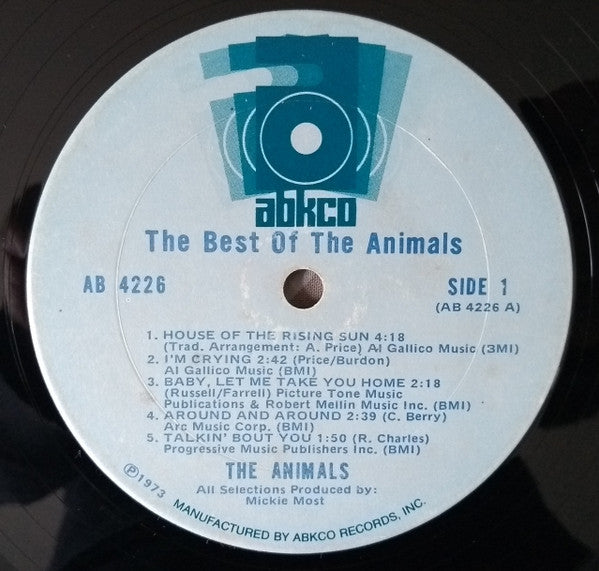 abkco
The Best Of The Animals
AB 4226
SIDE 1
(AB 4226 A)
1. HOUSE OF THE RISING SUN 4:18
(Trad. Arrangement: A. Price) Al Gallico Music (BMI)
2. I'M CRYING 2:42 (Price/Burdon)
Al Gallico Music (BMI)
3. BABY, LET ME TAKE YOU HOME 2:18
(Russell/Farrell) Picture Tone Music
Publications & Robert Mellin Music Inc. (BMI)
4. AROUND AND AROUND 2:39 (C. Berry)
Arc Music Corp. (BMI)
5. TALKIN' BOUT YOU 1:50 (R. Charles)
Progressive Music Publishers Inc. (BMI)
THE ANIMALS
All Selections Produced by:
Mickie Most
℗1973
MANUFACTURED BY ABKCO RECORDS, INC.